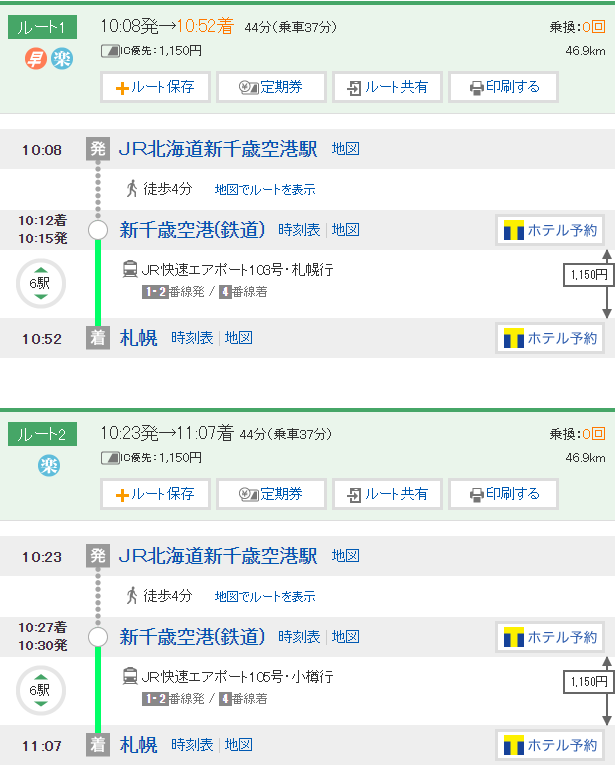 ルート1
10:08発→10:52着 44分(乗車37分) 乗換:0回
早 楽 IC優先:1,150円 46.9km
ルート保存 定期券 ルート共有 印刷する
10:08 発 JR北海道新千歳空港駅 地図
徒歩4分 地図でルートを表示
10:12着
10:15発
新千歳空港(鉄道) 時刻表 地図 ホテル予約
6駅 JR快速エアポート103号・札幌行 1,150円
1・2番線発 / 4番線着
10:52 着 札幌 時刻表 地図 ホテル予約
ルート2
10:23発→11:07着 44分(乗車37分) 乗換:0回
楽 IC優先:1,150円 46.9km
ルート保存 定期券 ルート共有 印刷する
10:23 発 JR北海道新千歳空港駅 地図
徒歩4分 地図でルートを表示
10:27着
10:30発
新千歳空港(鉄道) 時刻表 地図 ホテル予約
6駅 JR快速エアポート105号・小樽行 1,150円
1・2番線発 / 4番線着
11:07 着 札幌 時刻表 地図 ホテル予約